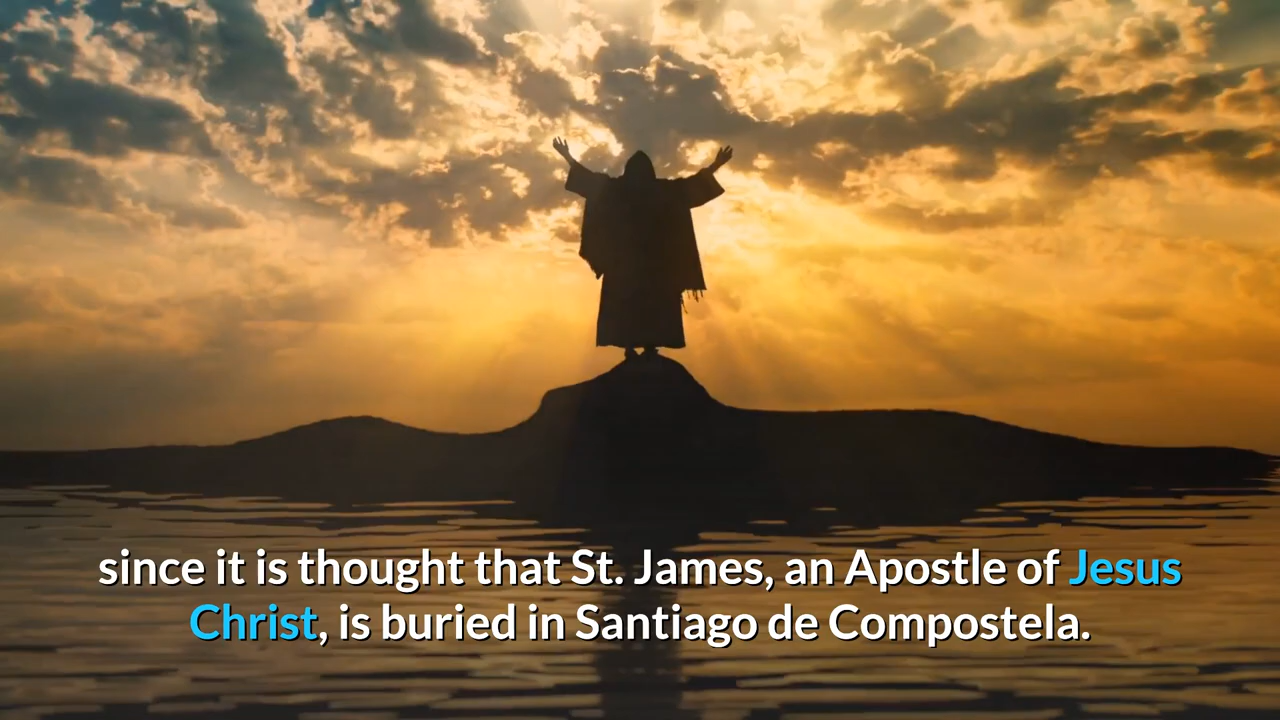 since it is thought that St. James, an Apostle of Jesus
Christ, is buried in Santiago de Compostela.